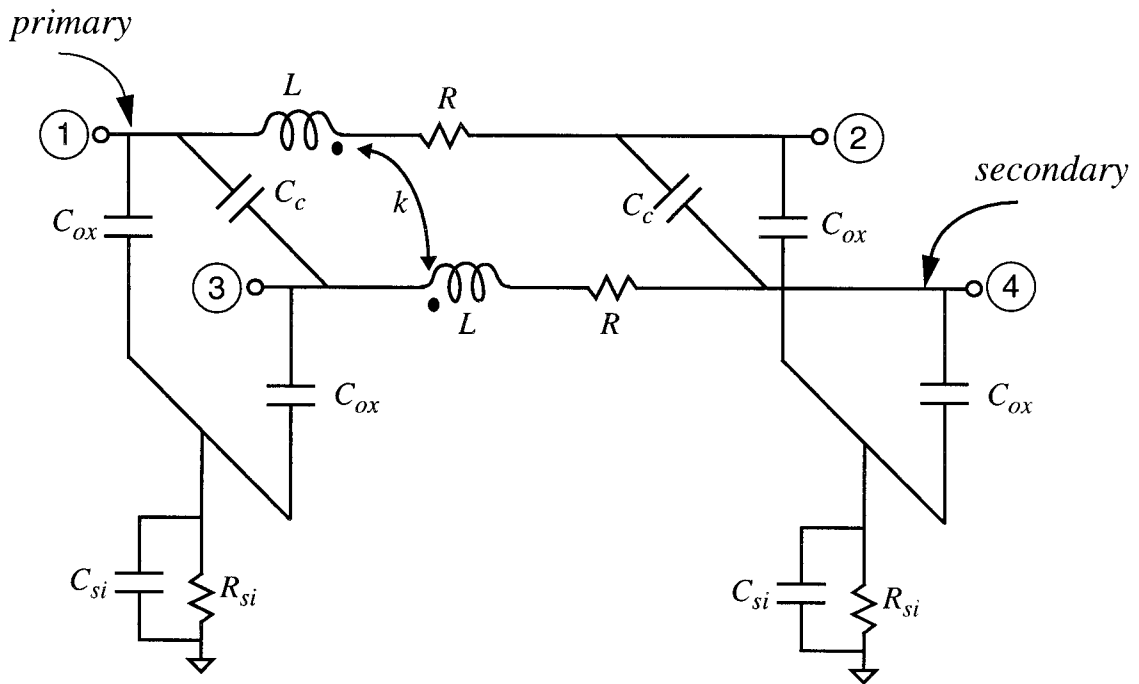 primary
L
R
1
2
C_c
k
C_c
secondary
C_ox
C_ox
3
4
L
R
C_ox
C_ox
C_si
R_si
C_si
R_si